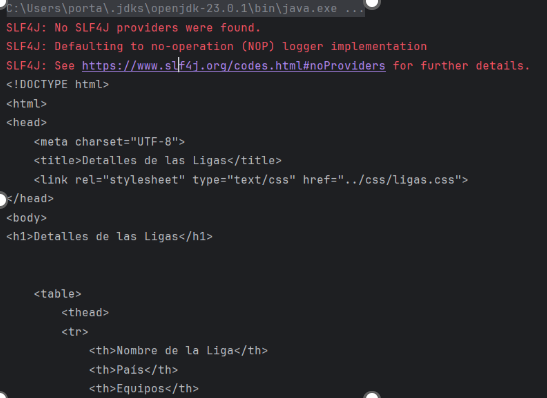 C:\Users\porta\.jdks\openjdk-23.0.1\bin\java.exe ...
SLF4J: No SLF4J providers were found.
SLF4J: Defaulting to no-operation (NOP) logger implementation
SLF4J: See https://www.slf4j.org/codes.html#noProviders for further details.
<!DOCTYPE html>
<html>
<head>
    <meta charset="UTF-8">
    <title>Detalles de las Ligas</title>
    <link rel="stylesheet" type="text/css" href="../css/ligas.css">
</head>
<body>
<h1>Detalles de las Ligas</h1>
    <table>
        <thead>
        <tr>
            <th>Nombre de la Liga</th>
            <th>País</th>
            <th>Equipos</th>